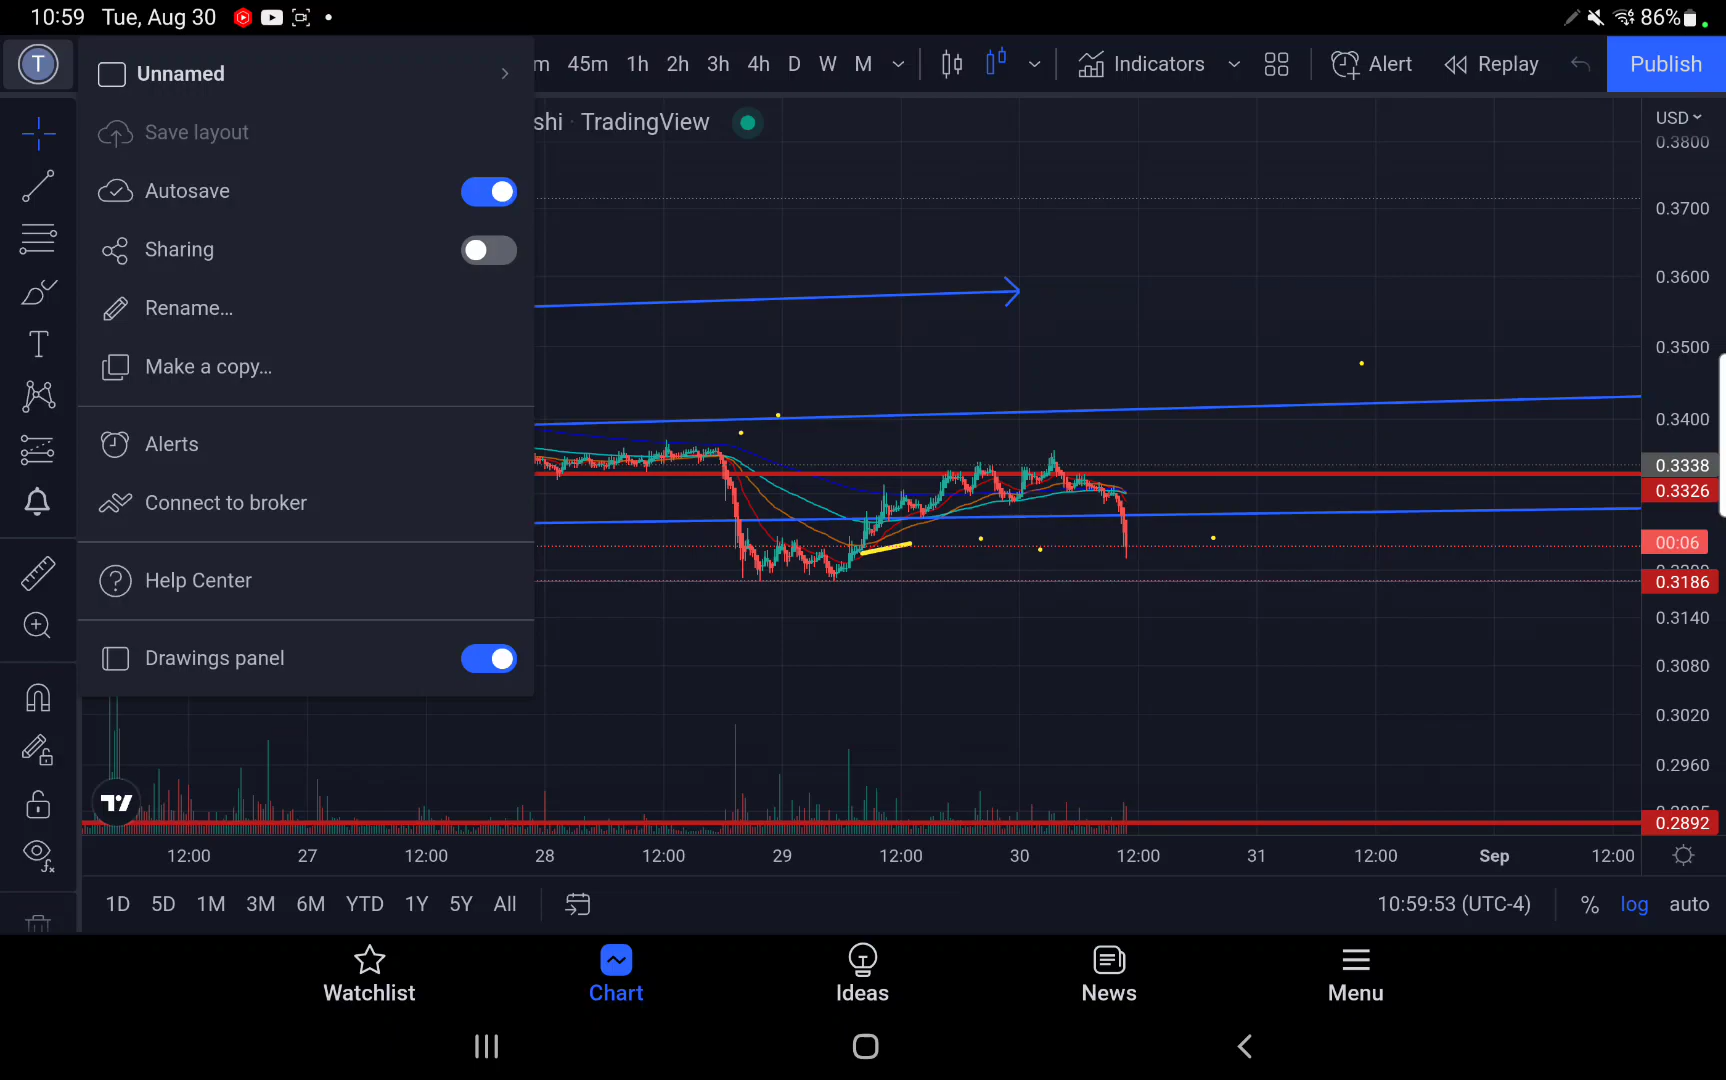 10:59 Tue, Aug 30 86%
T Unnamed m 45m 1h 2h 3h 4h D W M Indicators Alert Replay Publish
shi · TradingView
USD
Save layout
Autosave
Sharing
Rename...
Make a copy...
Alerts
Connect to broker
Help Center
Drawings panel
0.3800
0.3700
0.3600
0.3500
0.3400
0.3338
0.3326
00:06
0.3186
0.3140
0.3080
0.3020
0.2960
0.2892
12:00 27 12:00 28 12:00 29 12:00 30 12:00 31 12:00 Sep 12:00
1D 5D 1M 3M 6M YTD 1Y 5Y All 10:59:53 (UTC-4) % log auto
Watchlist Chart Ideas News Menu